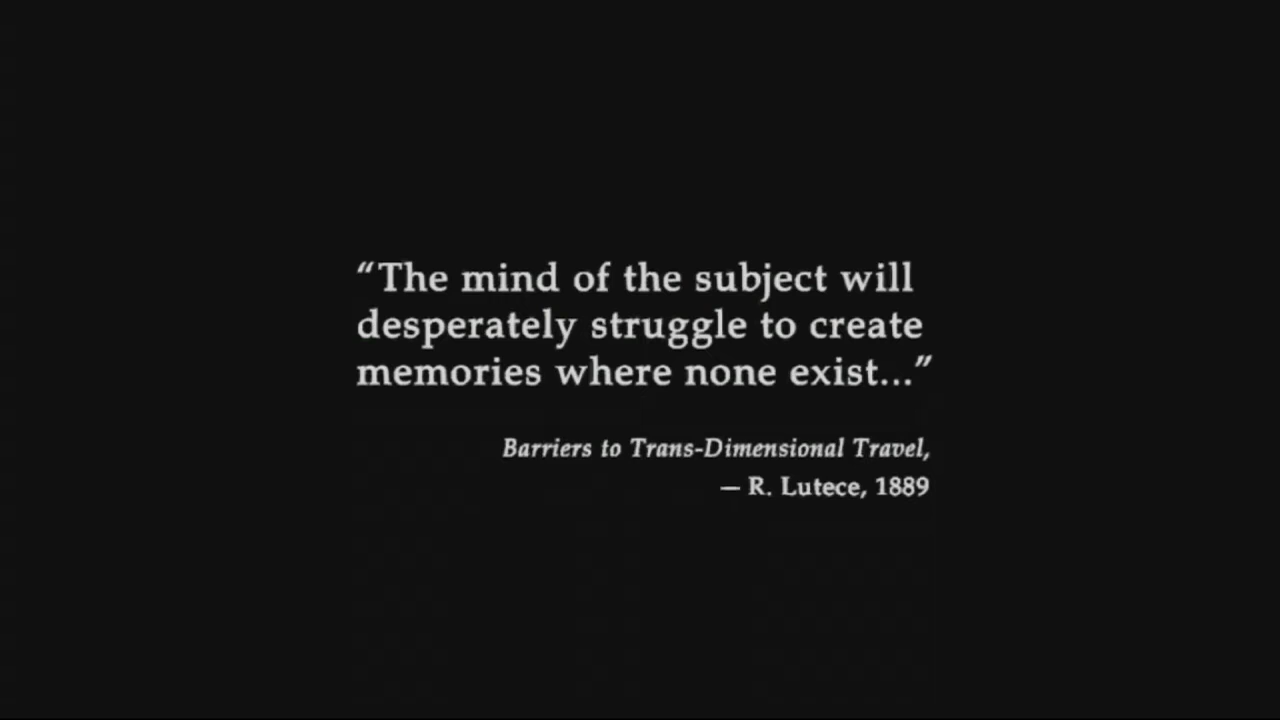 “The mind of the subject will
desperately struggle to create
memories where none exist...”
Barriers to Trans-Dimensional Travel,
— R. Lutece, 1889